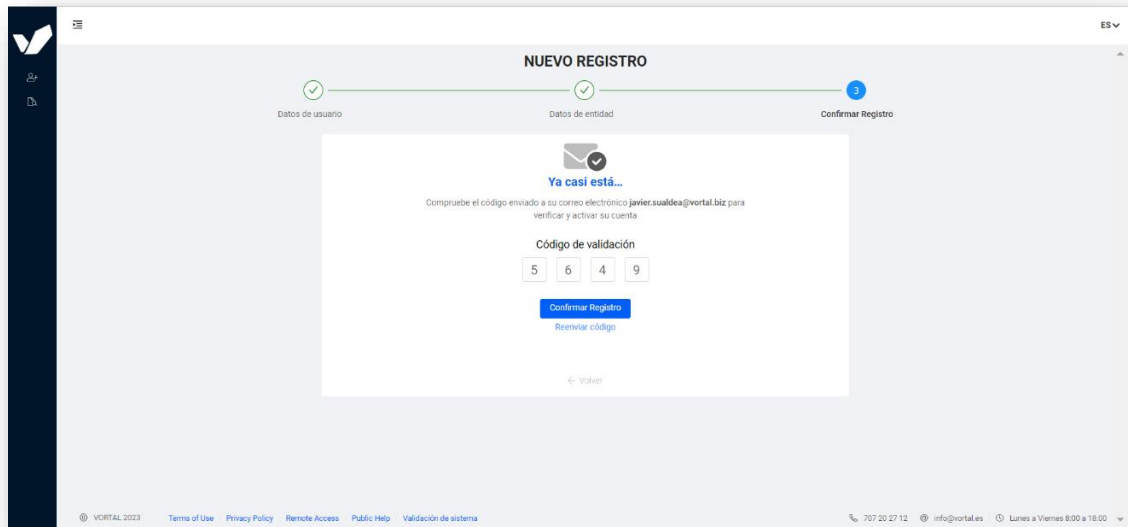 ES
NUEVO REGISTRO
3
Datos de usuario
Datos de entidad
Confirmar Registro
Ya casi está...
Compruebe el código enviado a su correo electrónico javier.sualdea@vortal.biz para
verificar y activar su cuenta
Código de validación
5 6 4 9
Confirmar Registro
Reenviar código
← Volver
© VORTAL 2023 Terms of Use Privacy Policy Remote Access Public Help Validación de sistema 707 20 27 12 info@vortal.es Lunes a Viernes 8:00 a 18:00